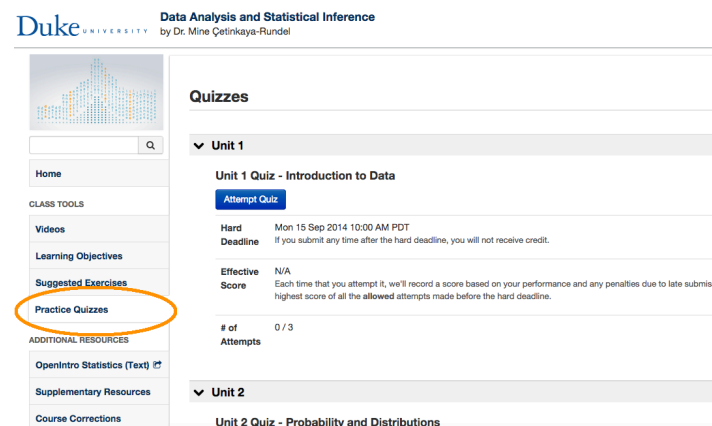 Duke UNIVERSITY
Data Analysis and Statistical Inference
by Dr. Mine Çetinkaya-Rundel
Home
CLASS TOOLS
Videos
Learning Objectives
Suggested Exercises
Practice Quizzes
ADDITIONAL RESOURCES
OpenIntro Statistics (Text)
Supplementary Resources
Course Corrections
Quizzes
Unit 1
Unit 1 Quiz - Introduction to Data
Attempt Quiz
Hard Deadline
Mon 15 Sep 2014 10:00 AM PDT
If you submit any time after the hard deadline, you will not receive credit.
Effective Score
N/A
Each time that you attempt it, we'll record a score based on your performance and any penalties due to late submis
highest score of all the allowed attempts made before the hard deadline.
# of Attempts
0 / 3
Unit 2
Unit 2 Quiz - Probability and Distributions